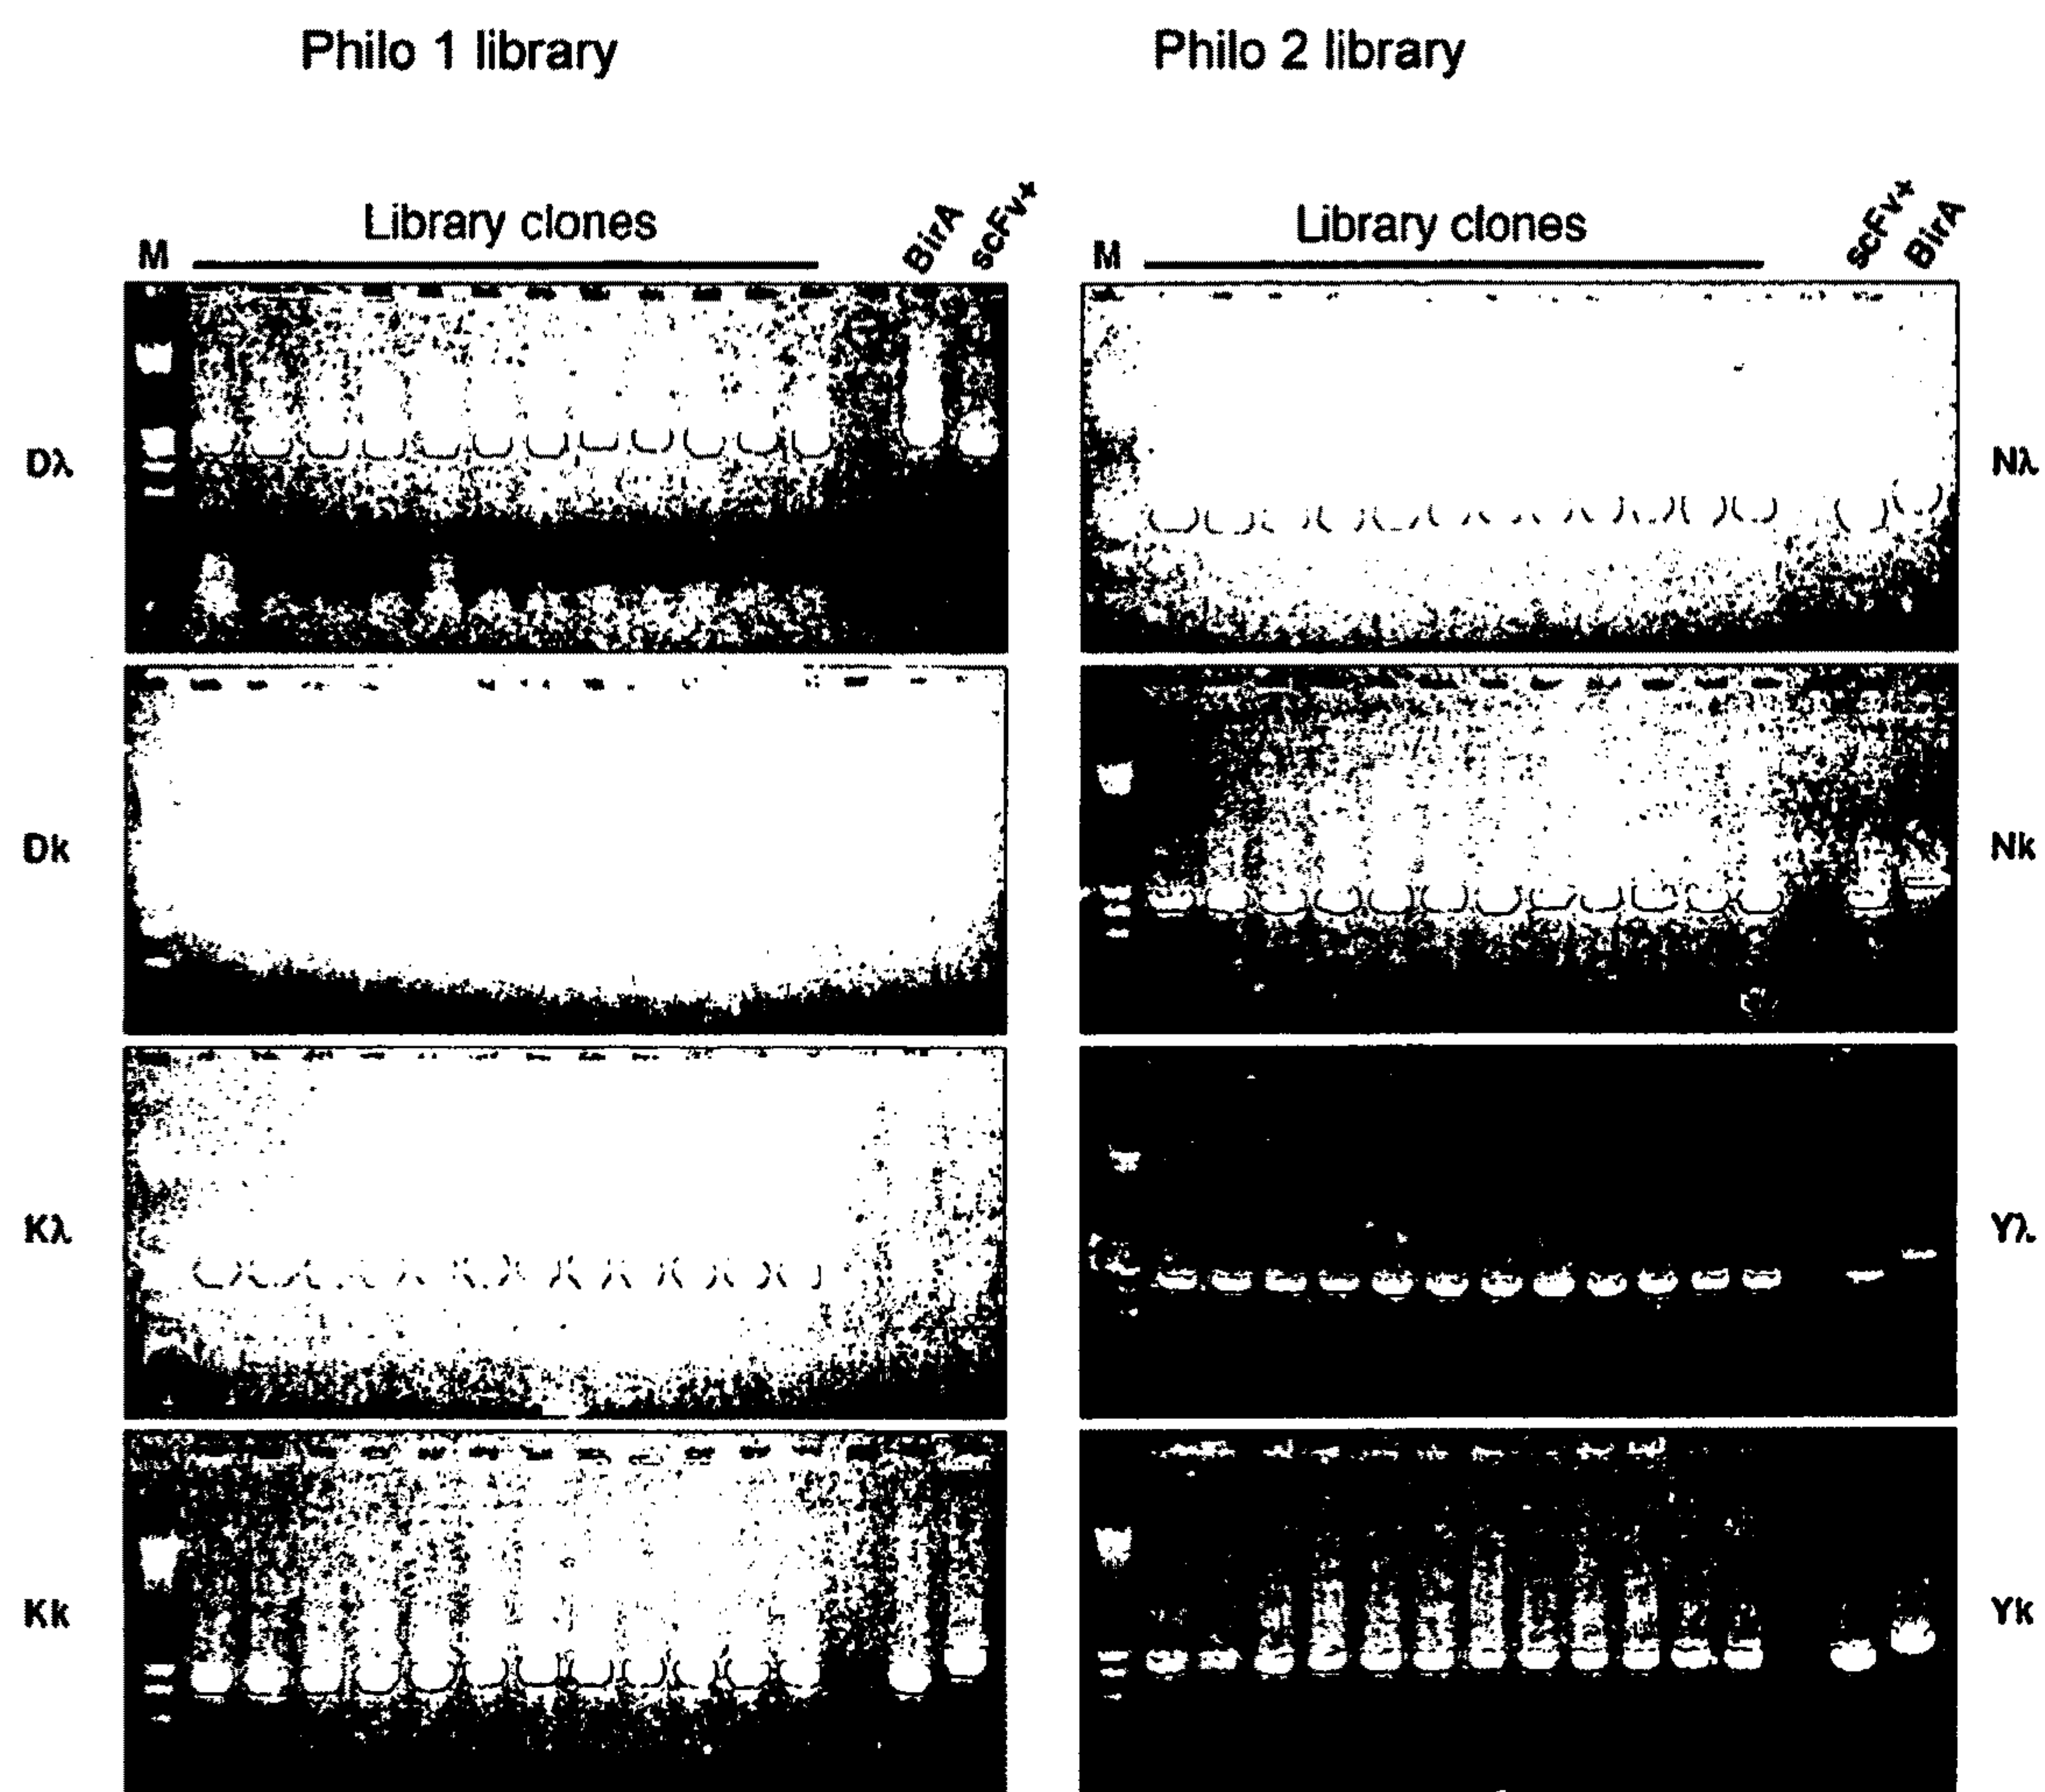 Philo 1 library
Philo 2 library
M Library clones BirA scFv+
M Library clones scFv+ BirA
Dλ
Nλ
Dk
Nk
Kλ
Yλ
Kk
Yk